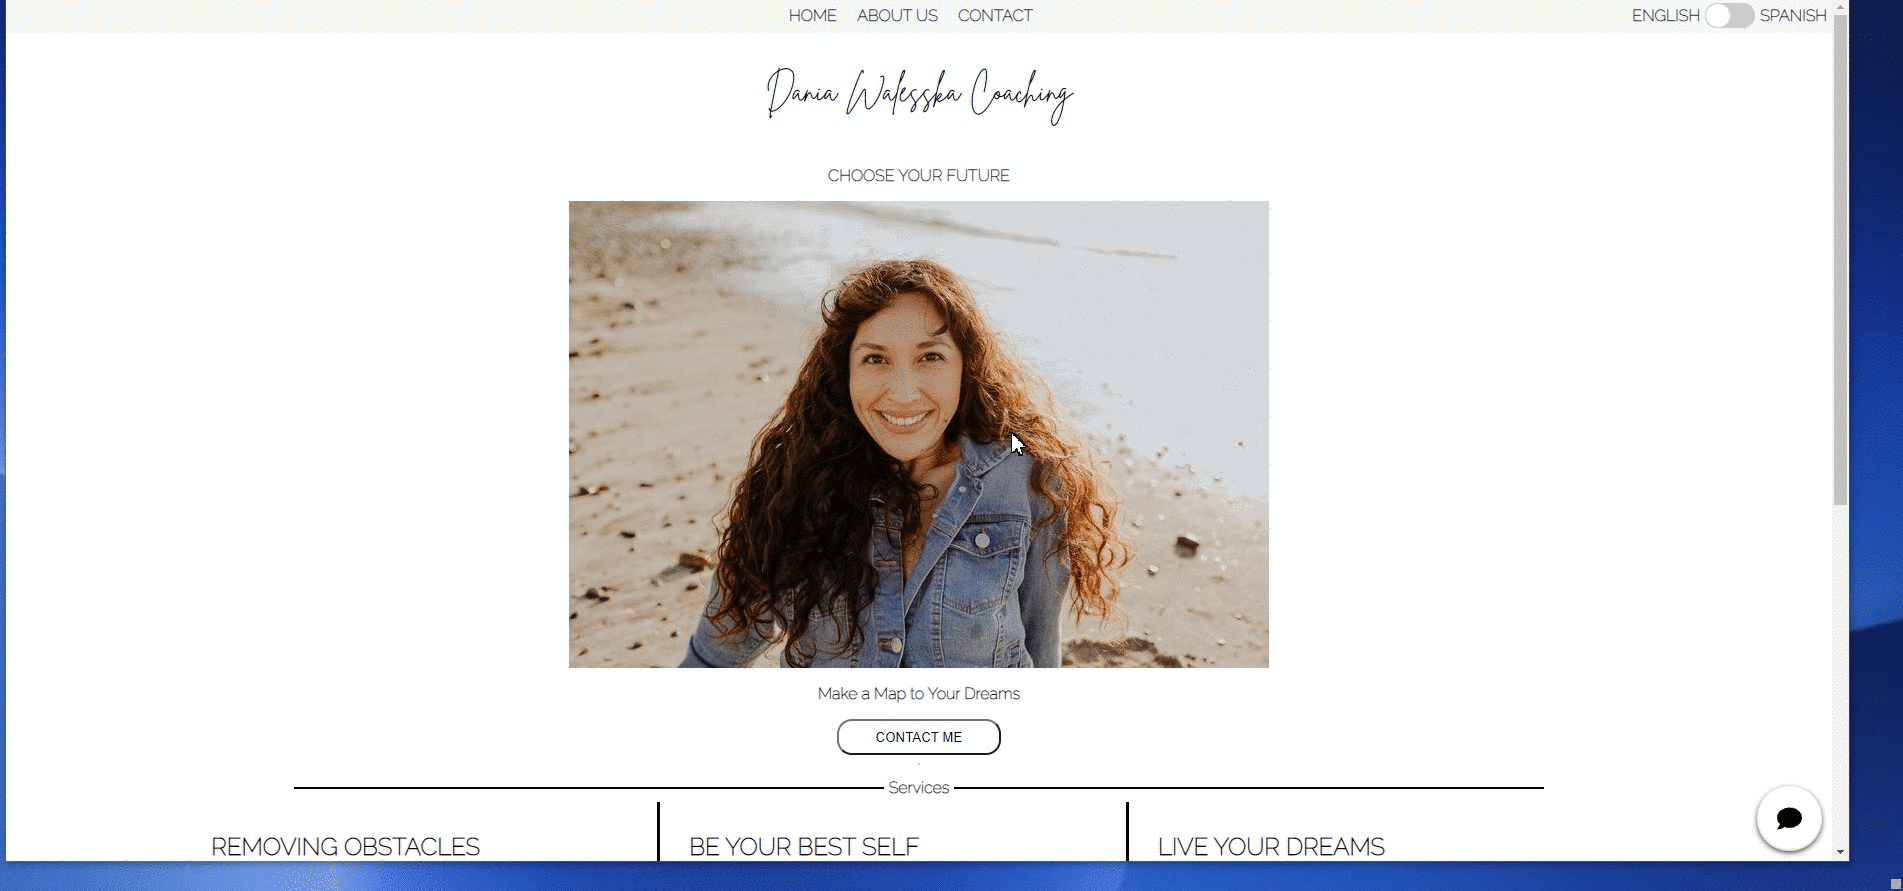 HOME ABOUT US CONTACT ENGLISH SPANISH
Dania Walesska Coaching
CHOOSE YOUR FUTURE
Make a Map to Your Dreams
CONTACT ME
Services
REMOVING OBSTACLES BE YOUR BEST SELF LIVE YOUR DREAMS